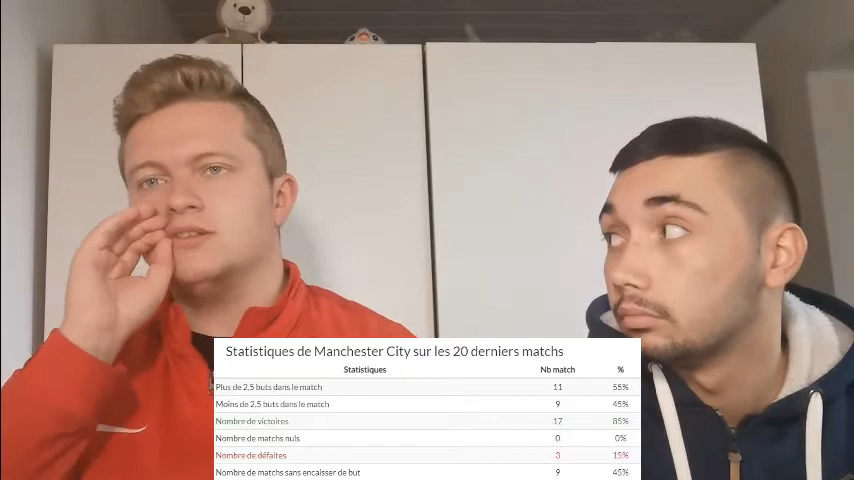 Statistiques de Manchester City sur les 20 derniers matchs
Statistiques Nb match %
Plus de 2,5 buts dans le match 11 55%
Moins de 2,5 buts dans le match 9 45%
Nombre de victoires 17 85%
Nombre de matchs nuls 0 0%
Nombre de défaites 3 15%
Nombre de matchs sans encaisser de but 9 45%